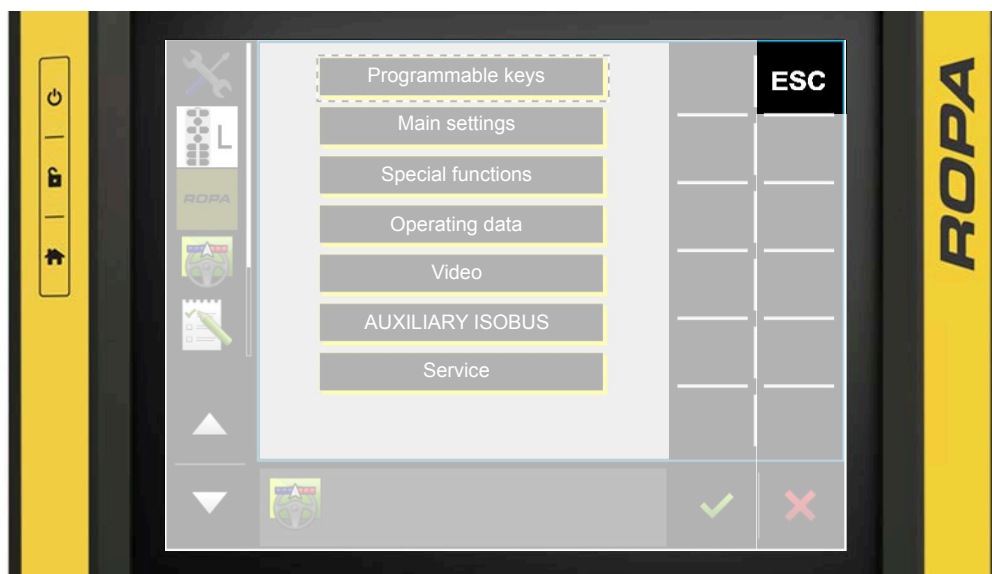 Programmable keys
ESC
Main settings
L
Special functions
ROPA
Operating data
Video
AUXILIARY ISOBUS
Service
ROPA